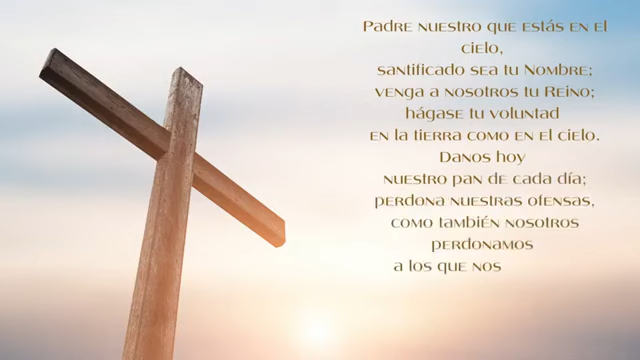 Padre nuestro que estás en el
cielo,
santificado sea tu Nombre;
venga a nosotros tu Reino;
hágase tu voluntad
en la tierra como en el cielo.
Danos hoy
nuestro pan de cada día;
perdona nuestras ofensas,
como también nosotros
perdonamos
a los que nos